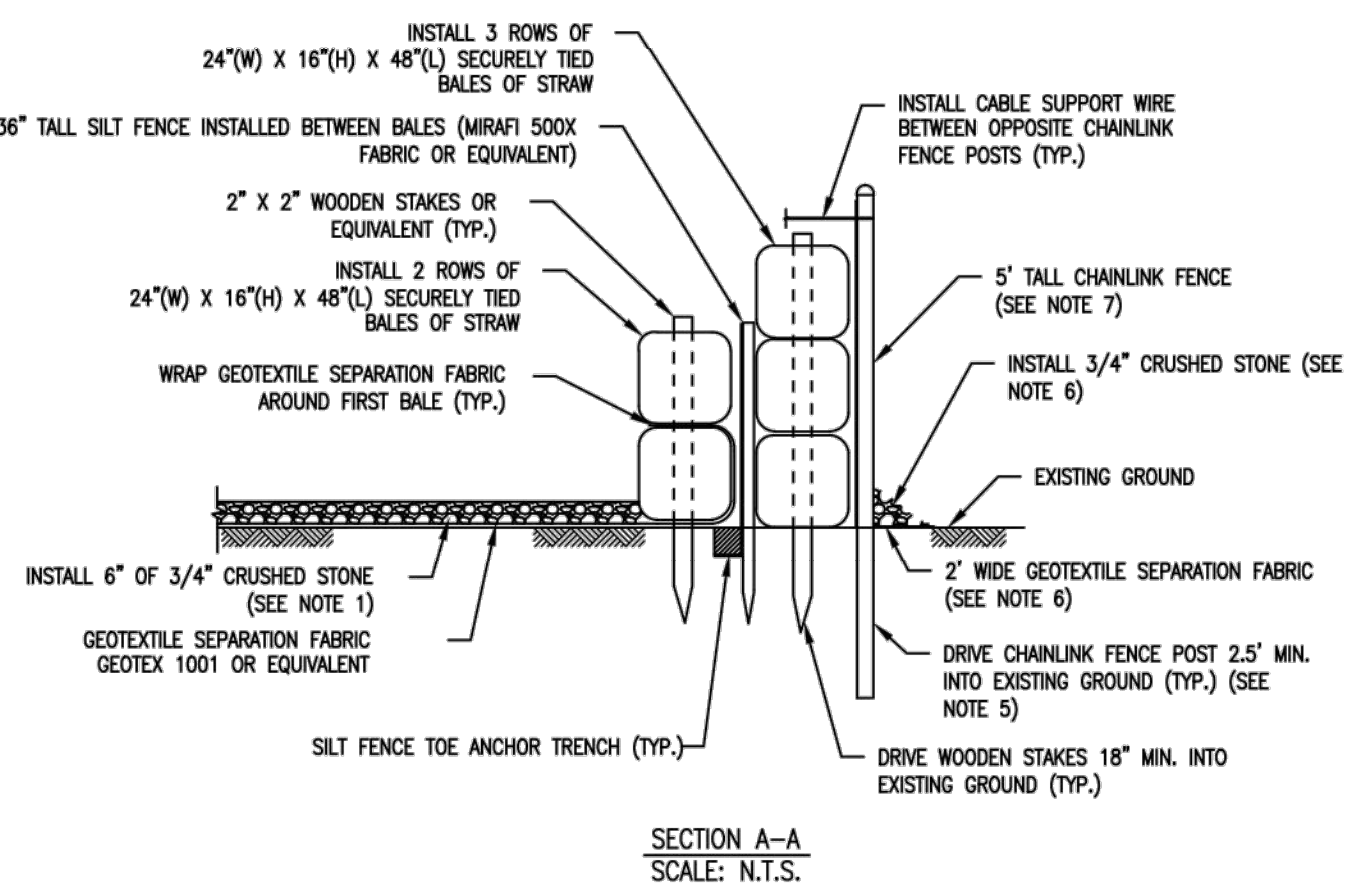 INSTALL 3 ROWS OF
24"(W) X 16"(H) X 48"(L) SECURELY TIED
BALES OF STRAW
36" TALL SILT FENCE INSTALLED BETWEEN BALES (MIRAFI 500X
FABRIC OR EQUIVALENT)
2" X 2" WOODEN STAKES OR
EQUIVALENT (TYP.)
INSTALL 2 ROWS OF
24"(W) X 16"(H) X 48"(L) SECURELY TIED
BALES OF STRAW
WRAP GEOTEXTILE SEPARATION FABRIC
AROUND FIRST BALE (TYP.)
INSTALL 6" OF 3/4" CRUSHED STONE
(SEE NOTE 1)
GEOTEXTILE SEPARATION FABRIC
GEOTEX 1001 OR EQUIVALENT
SILT FENCE TOE ANCHOR TRENCH (TYP.)
INSTALL CABLE SUPPORT WIRE
BETWEEN OPPOSITE CHAINLINK
FENCE POSTS (TYP.)
5' TALL CHAINLINK FENCE
(SEE NOTE 7)
INSTALL 3/4" CRUSHED STONE (SEE
NOTE 6)
EXISTING GROUND
2' WIDE GEOTEXTILE SEPARATION FABRIC
(SEE NOTE 6)
DRIVE CHAINLINK FENCE POST 2.5' MIN.
INTO EXISTING GROUND (TYP.) (SEE
NOTE 5)
DRIVE WOODEN STAKES 18" MIN. INTO
EXISTING GROUND (TYP.)
SECTION A-A
SCALE: N.T.S.